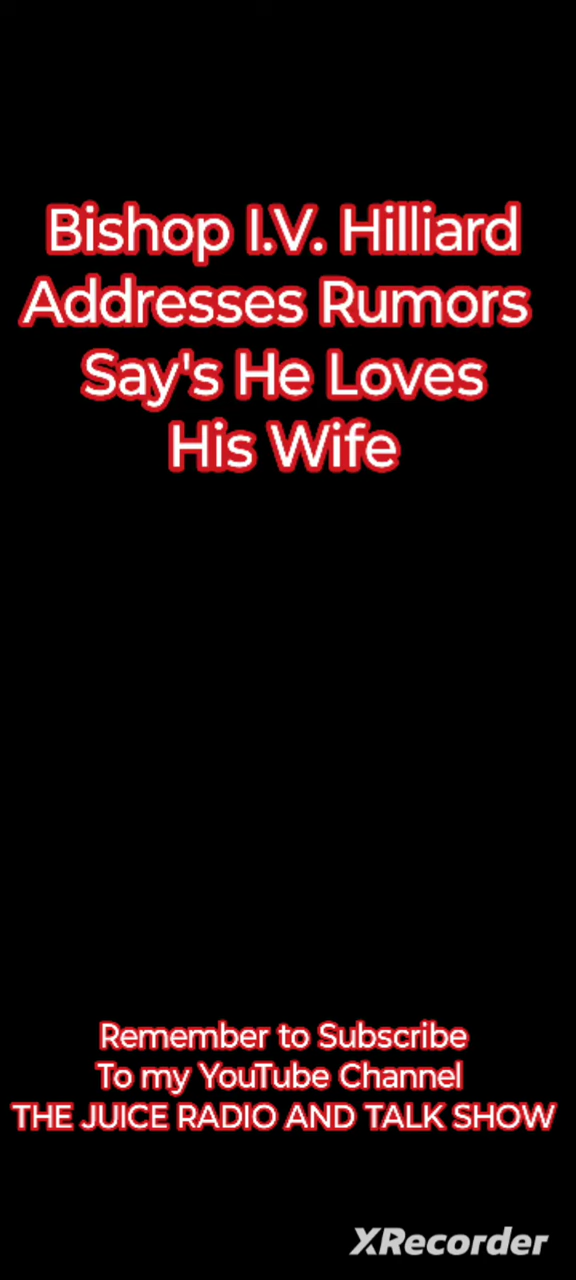 Bishop I.V. Hilliard
Addresses Rumors
Say's He Loves
His Wife
Remember to Subscribe
To my YouTube Channel
THE JUICE RADIO AND TALK SHOW
XRecorder